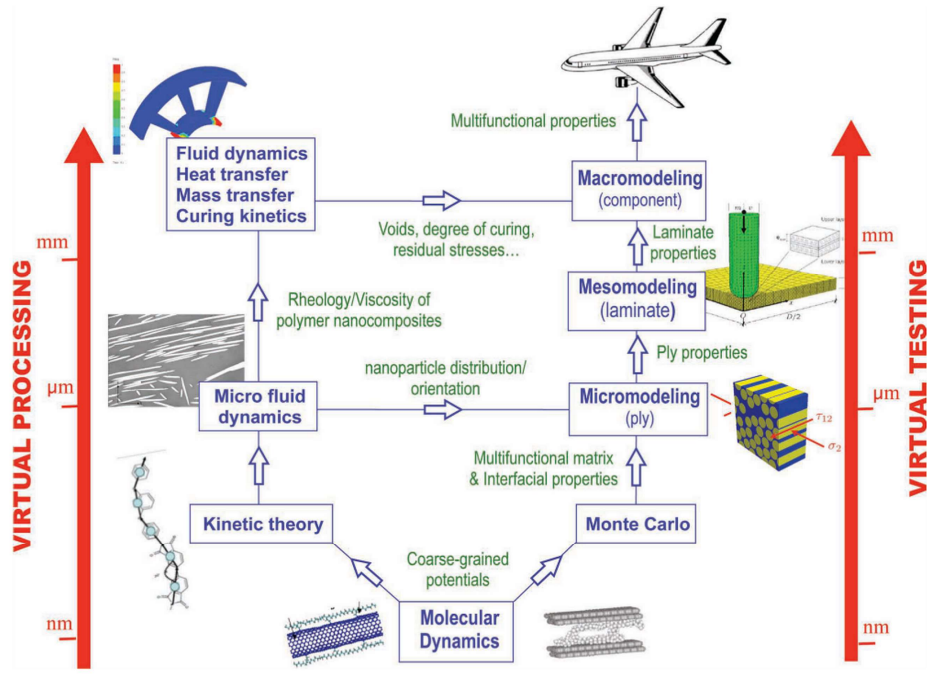 Multifunctional properties
Fluid dynamics
Heat transfer
Mass transfer
Curing kinetics
Macromodeling
(component)
Voids, degree of curing,
residual stresses...
Laminate
properties
mm
mm
Rheology/Viscosity of
polymer nanocomposites
Mesomodeling
(laminate)
D/2
nanoparticle distribution/
orientation
Ply properties
µm
µm
Micro fluid
dynamics
Micromodeling
(ply)
τ12
σ2
Multifunctional matrix
& Interfacial properties
Kinetic theory
Monte Carlo
Coarse-grained
potentials
Molecular
Dynamics
nm
nm
VIRTUAL PROCESSING
VIRTUAL TESTING